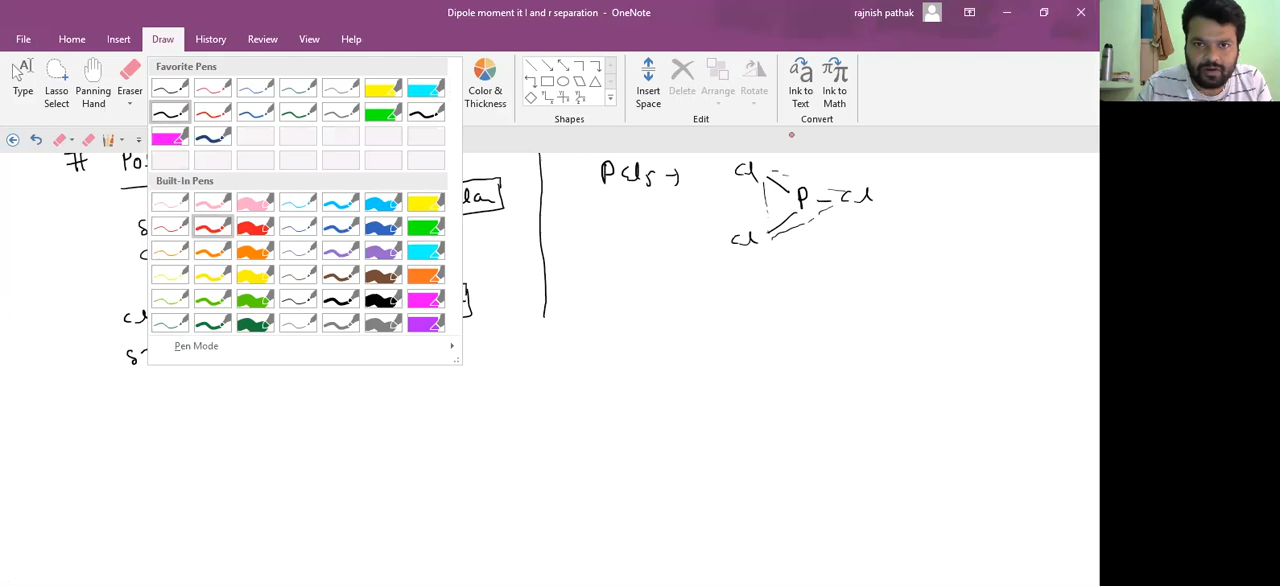 Dipole moment it l and r separation - OneNote
rajnish pathak
File Home Insert Draw History Review View Help
Type
Lasso Select
Panning Hand
Eraser
Favorite Pens
Built-In Pens
Pen Mode
Color & Thickness
Shapes
Insert Space
Delete
Arrange
Rotate
Edit
Ink to Text
Ink to Math
Convert
PCl5 →
Cl
P
Cl
Cl